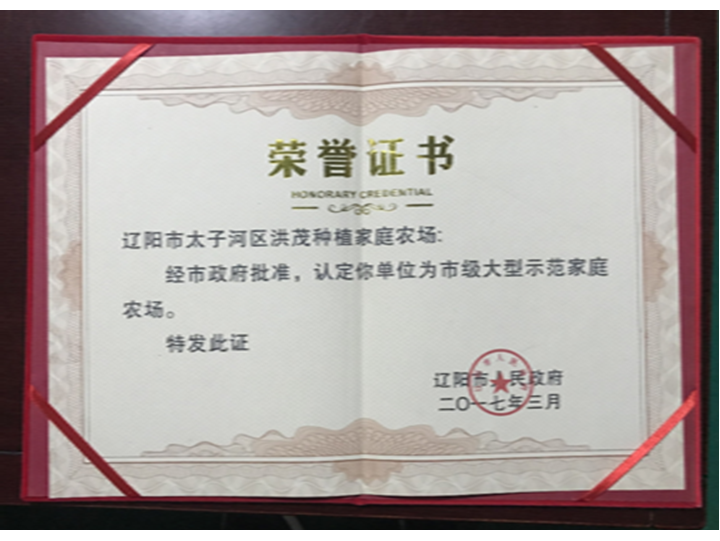 荣誉证书
HONORARY CREDENTIAL
辽阳市太子河区洪茂种植家庭农场:
经市政府批准，认定你单位为市级大型示范家庭
农场。
特发此证
辽阳市人民政府
二〇一七年三月